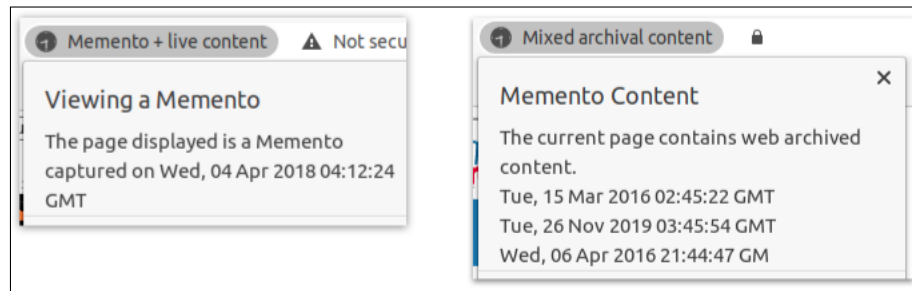 Memento + live content
Not secu
Viewing a Memento
The page displayed is a Memento
captured on Wed, 04 Apr 2018 04:12:24
GMT
Mixed archival content
Memento Content
The current page contains web archived
content.
Tue, 15 Mar 2016 02:45:22 GMT
Tue, 26 Nov 2019 03:45:54 GMT
Wed, 06 Apr 2016 21:44:47 GM